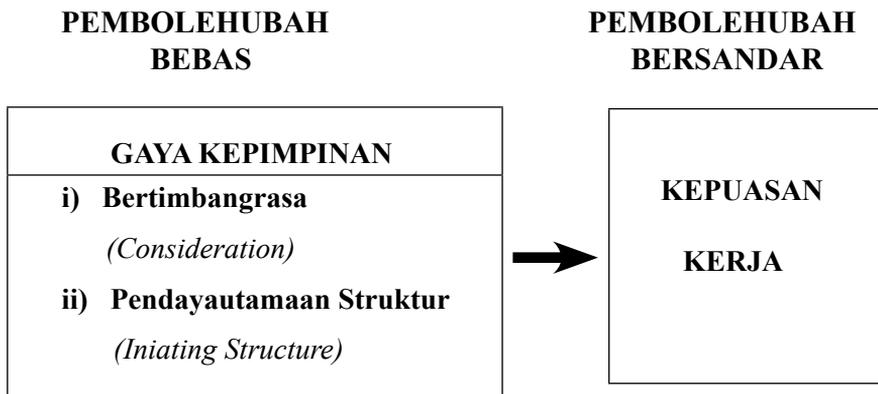 PEMBOLEHUBAH
BEBAS
PEMBOLEHUBAH
BERSANDAR
GAYA KEPIMPINAN
i) Bertimbangrasa
(Consideration)
ii) Pendayautamaan Struktur
(Iniating Structure)
KEPUASAN
KERJA